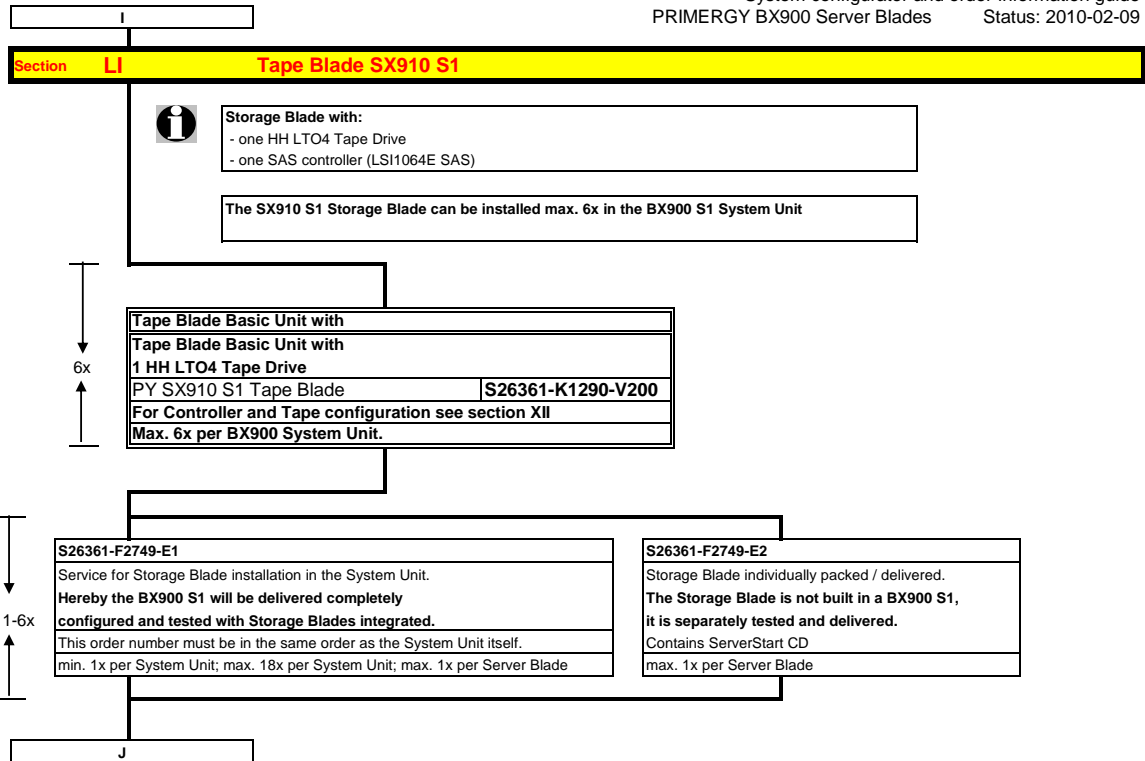 System configurator and order information guide
PRIMERGY BX900 Server Blades Status: 2010-02-09
I
Section LI Tape Blade SX910 S1
Storage Blade with:
- one HH LTO4 Tape Drive
- one SAS controller (LSI1064E SAS)
The SX910 S1 Storage Blade can be installed max. 6x in the BX900 S1 System Unit
6x
Tape Blade Basic Unit with
Tape Blade Basic Unit with
1 HH LTO4 Tape Drive
PY SX910 S1 Tape Blade S26361-K1290-V200
For Controller and Tape configuration see section XII
Max. 6x per BX900 System Unit.
1-6x
S26361-F2749-E1
Service for Storage Blade installation in the System Unit.
Hereby the BX900 S1 will be delivered completely
configured and tested with Storage Blades integrated.
This order number must be in the same order as the System Unit itself.
min. 1x per System Unit; max. 18x per System Unit; max. 1x per Server Blade
S26361-F2749-E2
Storage Blade individually packed / delivered.
The Storage Blade is not built in a BX900 S1,
it is separately tested and delivered.
Contains ServerStart CD
max. 1x per Server Blade
J